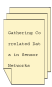 Gathering Co
rrelated Dat
a in Sensor
Networks